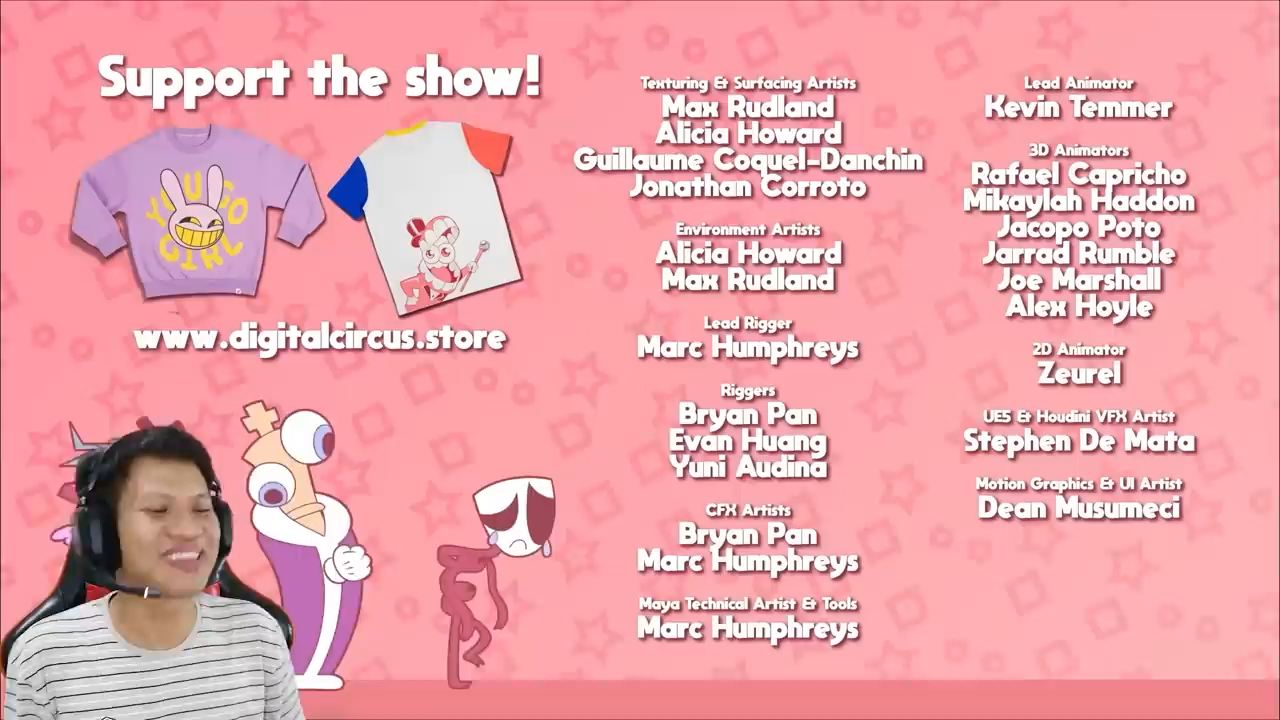 Support the show!
YOU GO
GIRL
www.digitalcircus.store
Texturing & Surfacing Artists
Max Rudland
Alicia Howard
Guillaume Coquel-Danchin
Jonathan Corroto
Environment Artists
Alicia Howard
Max Rudland
Lead Rigger
Marc Humphreys
Riggers
Bryan Pan
Evan Huang
Yuni Audina
CFX Artists
Bryan Pan
Marc Humphreys
Maya Technical Artist & Tools
Marc Humphreys
Lead Animator
Kevin Temmer
3D Animators
Rafael Capricho
Mikaylah Haddon
Jacopo Poto
Jarrad Rumble
Joe Marshall
Alex Hoyle
2D Animator
Zeurel
UE5 & Houdini VFX Artist
Stephen De Mata
Motion Graphics & UI Artist
Dean Musumeci